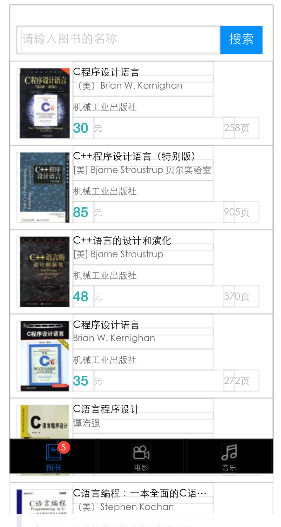 请输入图书的名称
搜索
C程序设计语言
（美）Brian W. Kernighan
机械工业出版社
30 元 258页
C++程序设计语言（特别版）
[美] Bjarne Stroustrup 贝尔实验室
机械工业出版社
85 元 905页
C++语言的设计和演化
[美] Bjarne Stroustrup
机械工业出版社
48 元 370页
C程序设计语言
Brian W. Kernighan
机械工业出版社
35 元 272页
C语言程序设计
谭浩强
5
图书 电影 音乐
C语言编程：一本全面的C语…
（美）Stephen Kochan